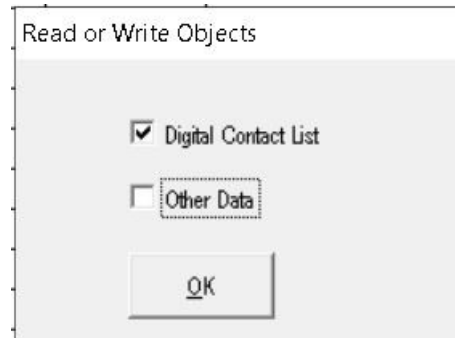 Read or Write Objects
Digital Contact List
Other Data
OK